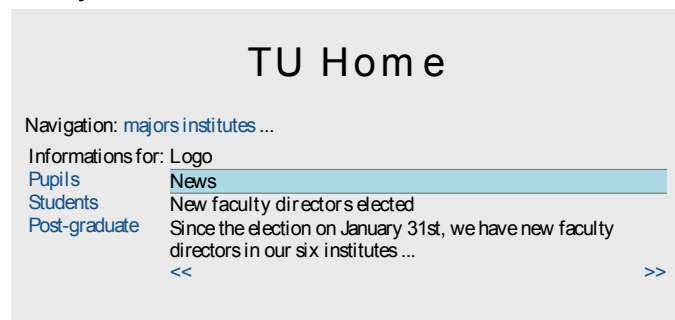 TU Home
Navigation: majors institutes ...
Informations for: Logo
Pupils
News
Students
New faculty directors elected
Post-graduate
Since the election on January 31st, we have new faculty
directors in our six institutes ...
<< >>